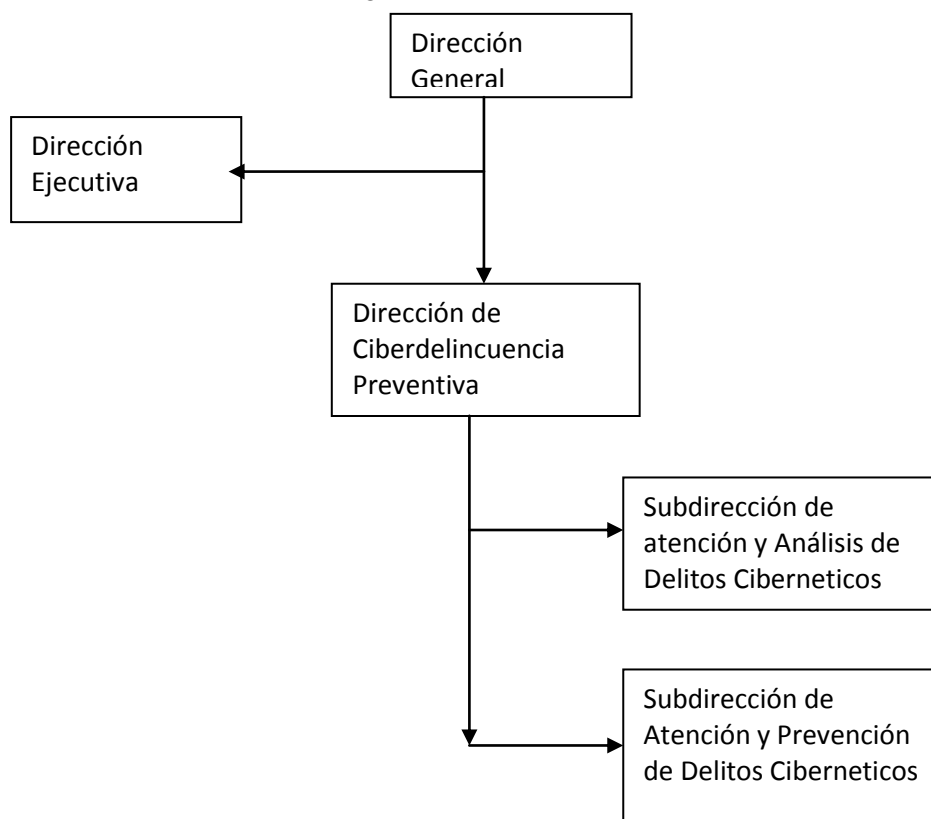 Dirección
General
Dirección
Ejecutiva
Dirección de
Ciberdelincuencia
Preventiva
Subdirección de
atención y Análisis de
Delitos Ciberneticos
Subdirección de
Atención y Prevención
de Delitos Ciberneticos